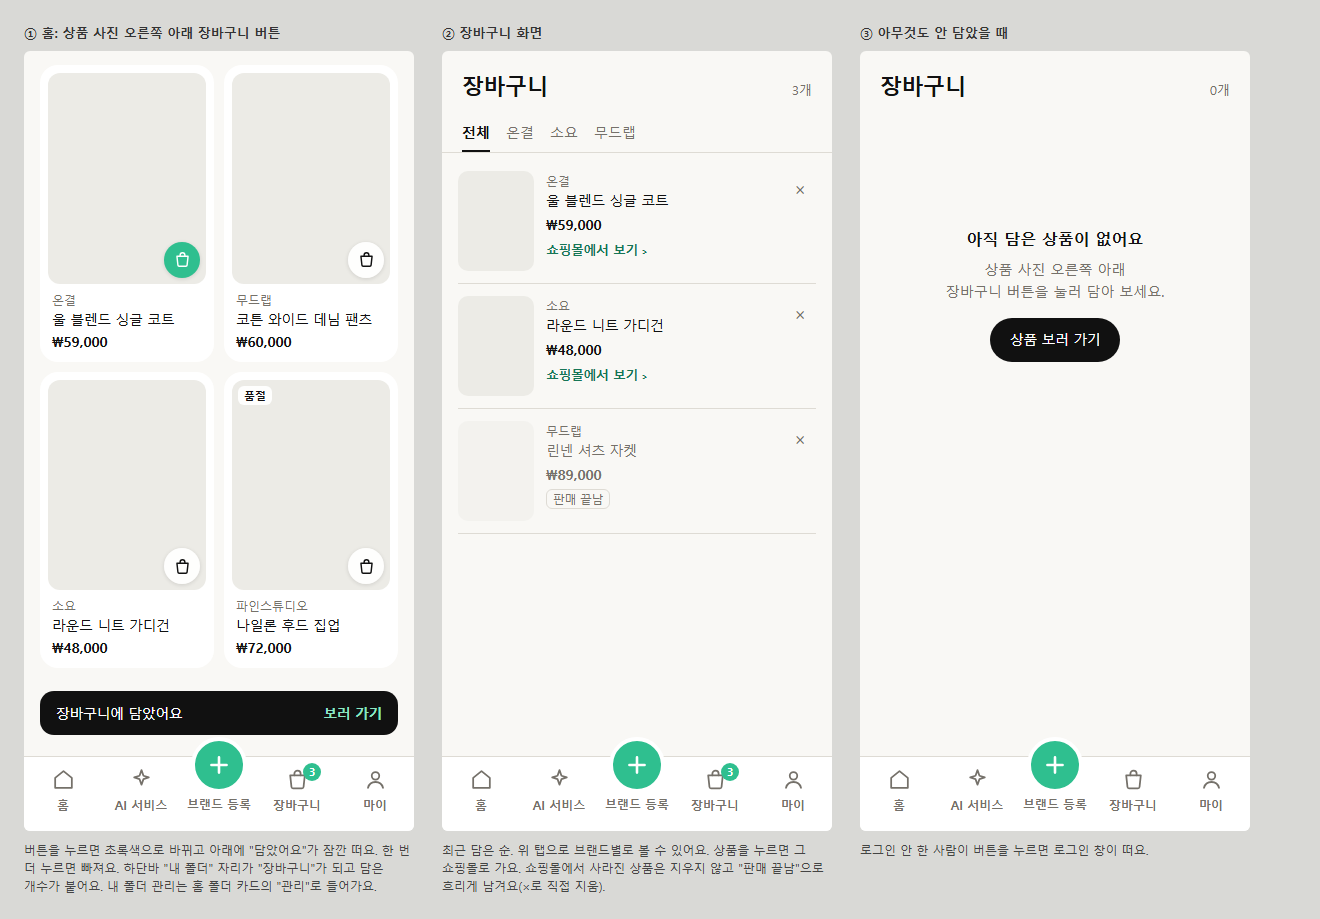 ① 홈: 상품 사진 오른쪽 아래 장바구니 버튼
온결
울 블렌드 싱글 코트
₩59,000
무드랩
코튼 와이드 데님 팬츠
₩60,000
품절
소요
라운드 니트 가디건
₩48,000
파인스튜디오
나일론 후드 집업
₩72,000
장바구니에 담았어요 보러 가기
3
홈 AI 서비스 브랜드 등록 장바구니 마이
버튼을 누르면 초록색으로 바뀌고 아래에 "담았어요"가 잠깐 떠요. 한 번
더 누르면 빠져요. 하단바 "내 폴더" 자리가 "장바구니"가 되고 담은
개수가 붙어요. 내 폴더 관리는 홈 폴더 카드의 "관리"로 들어가요.
② 장바구니 화면
장바구니 3개
전체 온결 소요 무드랩
온결
울 블렌드 싱글 코트 ×
₩59,000
쇼핑몰에서 보기 ›
소요
라운드 니트 가디건 ×
₩48,000
쇼핑몰에서 보기 ›
무드랩
린넨 셔츠 자켓 ×
₩89,000
판매 끝남
3
홈 AI 서비스 브랜드 등록 장바구니 마이
최근 담은 순. 위 탭으로 브랜드별로 볼 수 있어요. 상품을 누르면 그
쇼핑몰로 가요. 쇼핑몰에서 사라진 상품은 지우지 않고 "판매 끝남"으로
흐리게 남겨요(×로 직접 지움).
③ 아무것도 안 담았을 때
장바구니 0개
아직 담은 상품이 없어요
상품 사진 오른쪽 아래
장바구니 버튼을 눌러 담아 보세요.
상품 보러 가기
홈 AI 서비스 브랜드 등록 장바구니 마이
로그인 안 한 사람이 버튼을 누르면 로그인 창이 떠요.